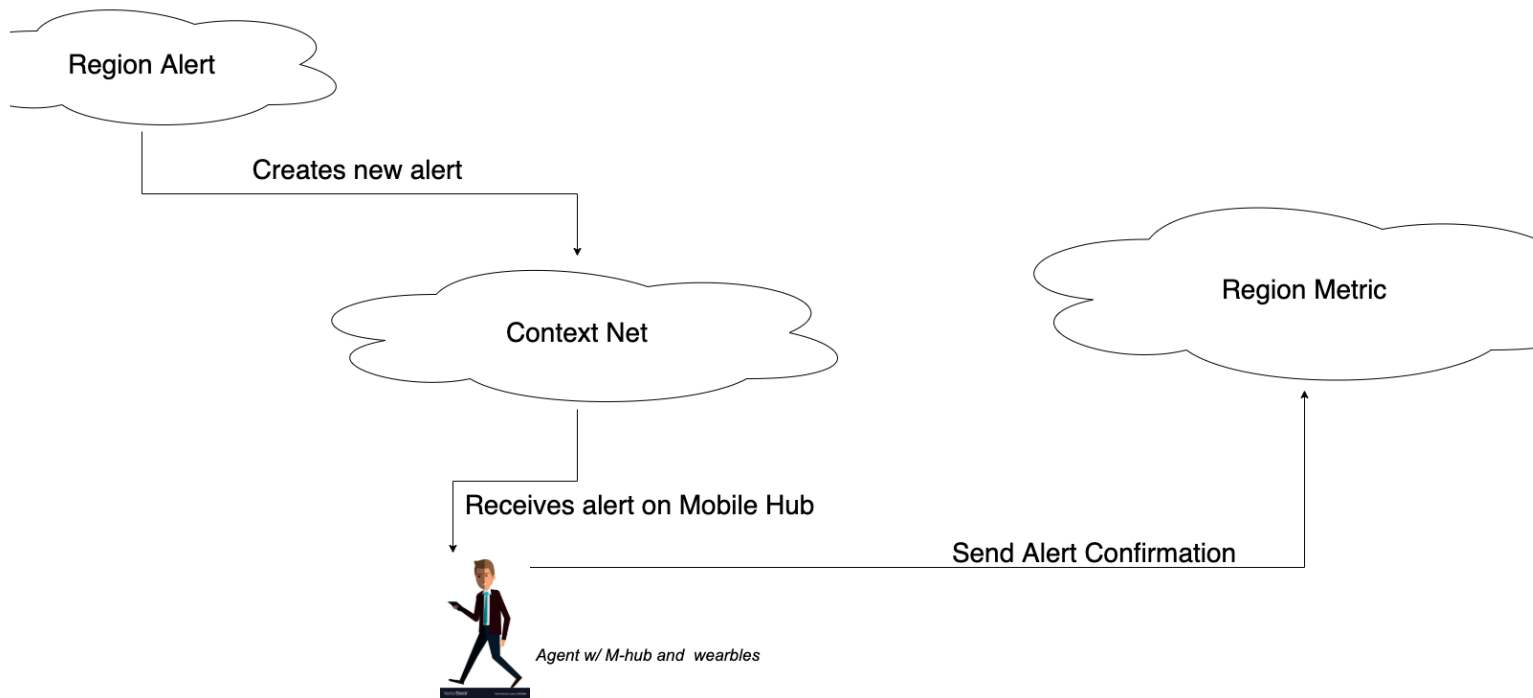 Region Alert
Creates new alert
Region Metric
Context Net
Receives alert on Mobile Hub
Send Alert Confirmation
Agent w/ M-hub and  wearbles